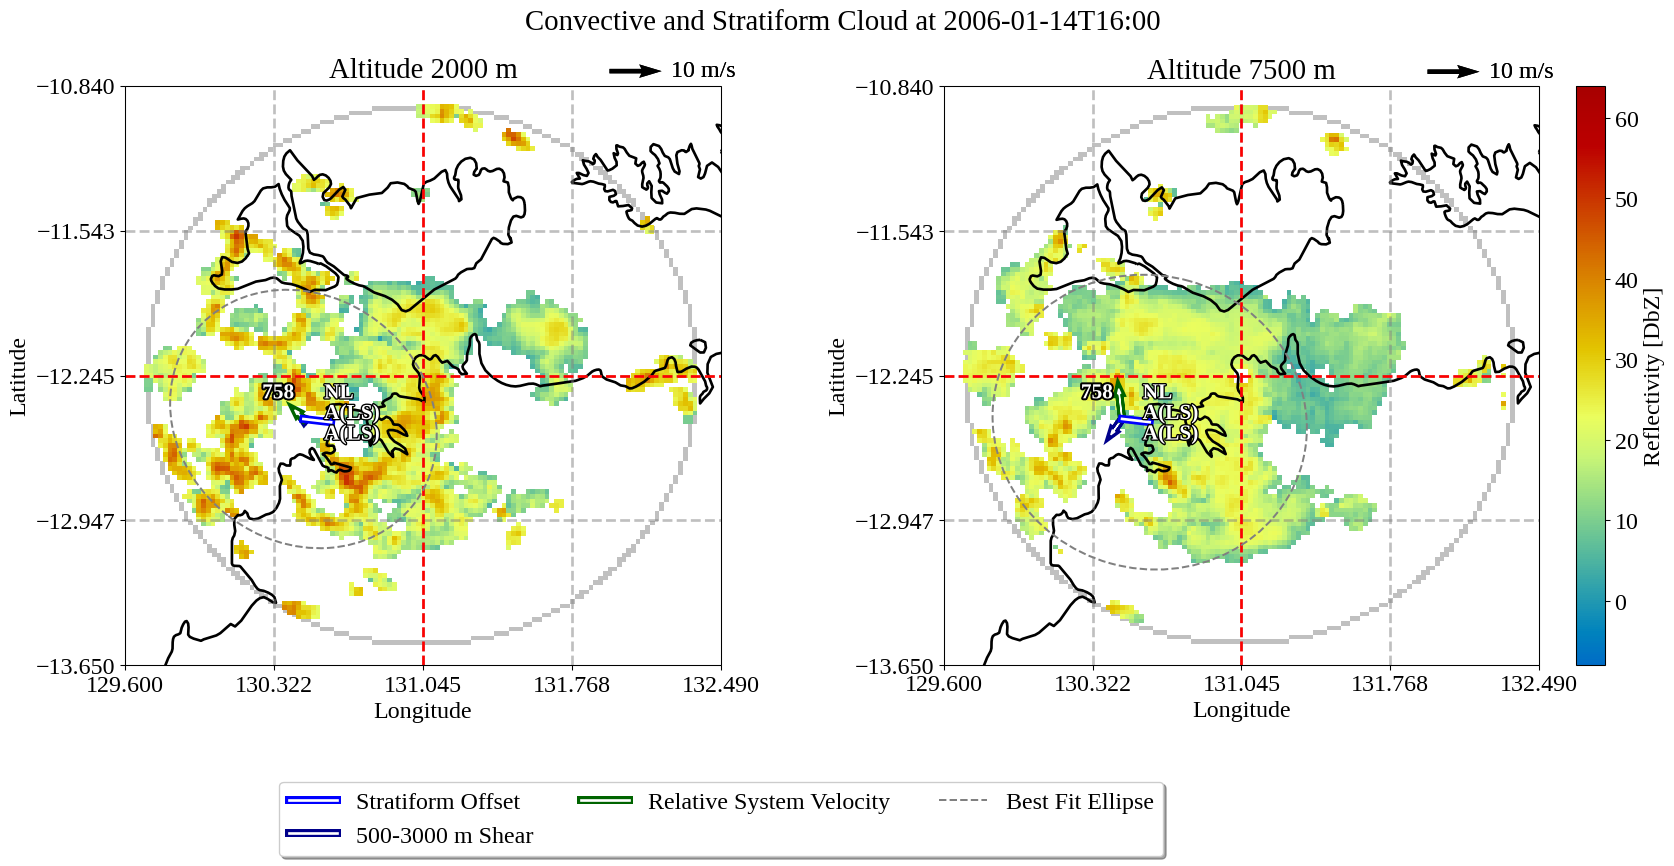 Convective and Stratiform Cloud at 2006-01-14T16:00
Altitude 2000 m
10 m/s
−10.840
−11.543
−12.245
−12.947
−13.650
129.600
130.322
131.045
131.768
132.490
Longitude
Latitude
758
NL
A(LS)
A(LS)
Altitude 7500 m
10 m/s
−10.840
−11.543
−12.245
−12.947
−13.650
129.600
130.322
131.045
131.768
132.490
Longitude
Latitude
758
NL
A(LS)
A(LS)
60
50
40
30
20
10
0
Reflectivity [DbZ]
Stratiform Offset
500-3000 m Shear
Relative System Velocity
Best Fit Ellipse